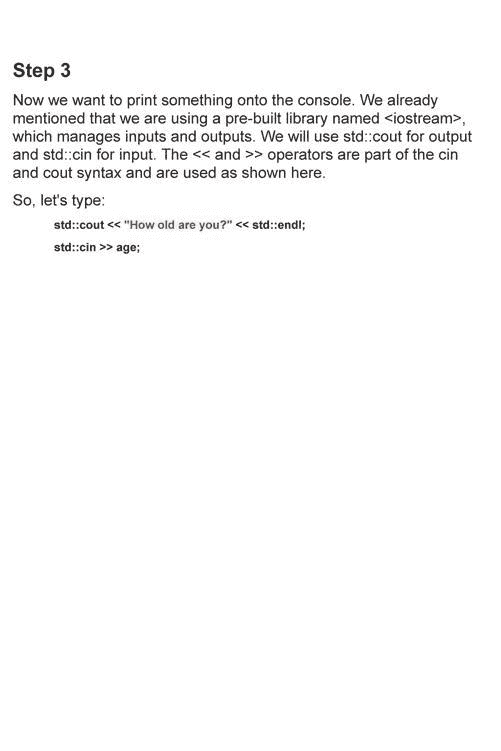 Step 3
Now we want to print something onto the console. We already
mentioned that we are using a pre-built library named <iostream>,
which manages inputs and outputs. We will use std::cout for output
and std::cin for input. The << and >> operators are part of the cin
and cout syntax and are used as shown here.
So, let's type:
std::cout << "How old are you?" << std::endl;
std::cin >> age;